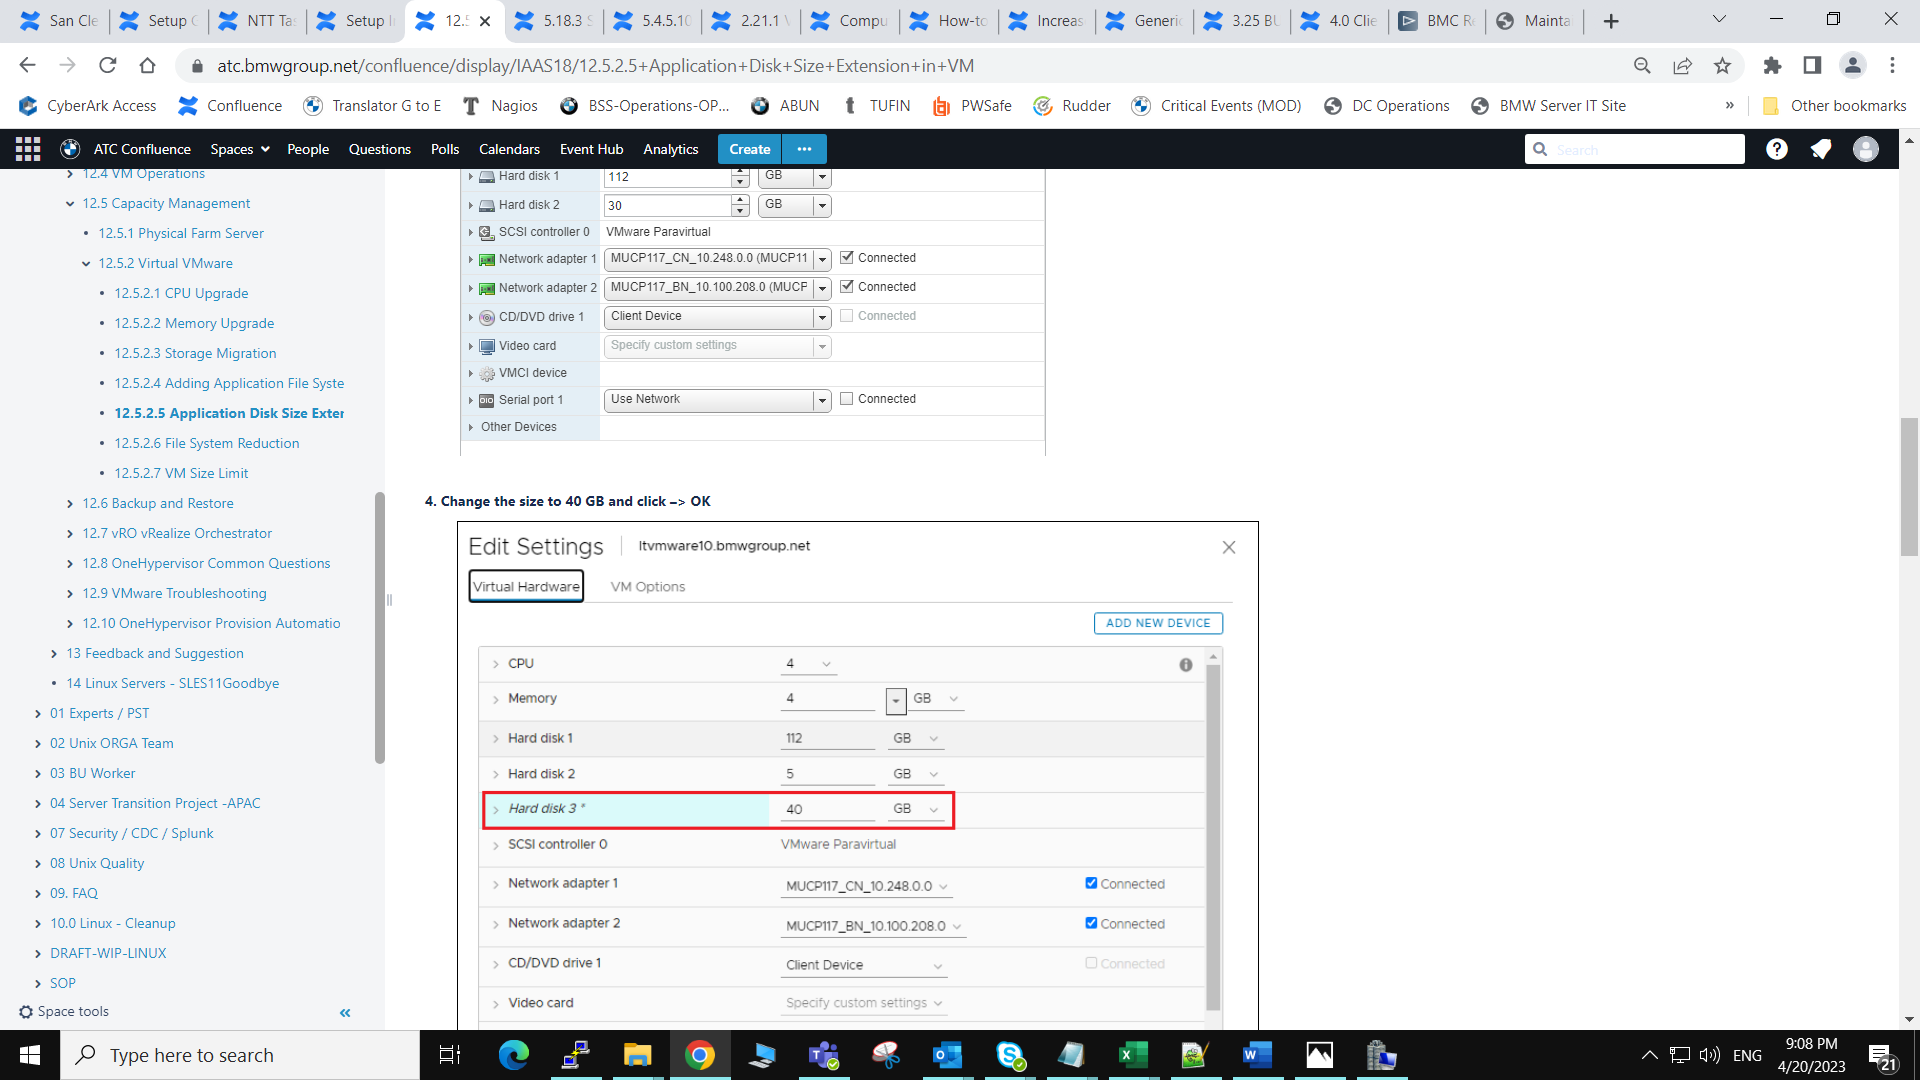 San Cle
Setup C
NTT Tas
Setup In
12.5
5.18.3 S
5.4.5.10
2.21.1 V
Compu
How-to
Increas
Generic
3.25 BU
4.0 Clie
BMC Re
Mainta
atc.bmwgroup.net/confluence/display/IAAS18/12.5.2.5+Application+Disk+Size+Extension+in+VM
CyberArk Access
Confluence
Translator G to E
Nagios
BSS-Operations-OP...
ABUN
TUFIN
PWSafe
Rudder
Critical Events (MOD)
DC Operations
BMW Server IT Site
»
Other bookmarks
ATC Confluence
Spaces
People
Questions
Polls
Calendars
Event Hub
Analytics
Create
Search
12.4 VM Operations
12.5 Capacity Management
12.5.1 Physical Farm Server
12.5.2 Virtual VMware
12.5.2.1 CPU Upgrade
12.5.2.2 Memory Upgrade
12.5.2.3 Storage Migration
12.5.2.4 Adding Application File Syste
12.5.2.5 Application Disk Size Exter
12.5.2.6 File System Reduction
12.5.2.7 VM Size Limit
12.6 Backup and Restore
12.7 vRO vRealize Orchestrator
12.8 OneHypervisor Common Questions
12.9 VMware Troubleshooting
12.10 OneHypervisor Provision Automatio
13 Feedback and Suggestion
14 Linux Servers - SLES11Goodbye
01 Experts / PST
02 Unix ORGA Team
03 BU Worker
04 Server Transition Project -APAC
07 Security / CDC / Splunk
08 Unix Quality
09. FAQ
10.0 Linux - Cleanup
DRAFT-WIP-LINUX
SOP
Space tools
Hard disk 1 112 GB
Hard disk 2 30 GB
SCSI controller 0 VMware Paravirtual
Network adapter 1 MUCP117_CN_10.248.0.0 (MUCP11 Connected
Network adapter 2 MUCP117_BN_10.100.208.0 (MUCP Connected
CD/DVD drive 1 Client Device Connected
Video card Specify custom settings
VMCI device
Serial port 1 Use Network Connected
Other Devices
4. Change the size to 40 GB and click –> OK
Edit Settings ltvmware10.bmwgroup.net
Virtual Hardware VM Options
ADD NEW DEVICE
CPU 4
Memory 4 GB
Hard disk 1 112 GB
Hard disk 2 5 GB
Hard disk 3 * 40 GB
SCSI controller 0 VMware Paravirtual
Network adapter 1 MUCP117_CN_10.248.0.0 Connected
Network adapter 2 MUCP117_BN_10.100.208.0 Connected
CD/DVD drive 1 Client Device Connected
Video card Specify custom settings
Type here to search
ENG
9:08 PM
4/20/2023
21